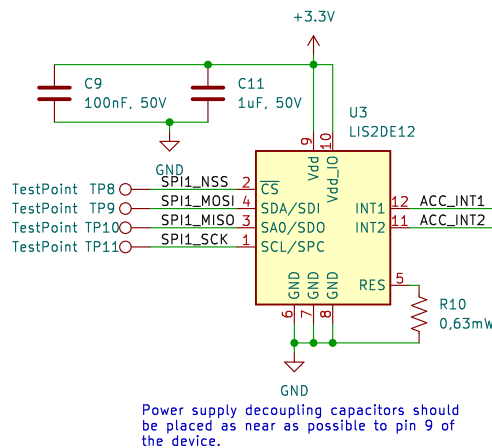 +3.3V
C9
100nF, 50V
C11
1uF, 50V
U3
LIS2DE12
GND
9
10
Vdd
Vdd_IO
TestPoint TP8 SPI1_NSS 2 CS
TestPoint TP9 SPI1_MOSI 4 SDA/SDI
TestPoint TP10 SPI1_MISO 3 SA0/SDO
TestPoint TP11 SPI1_SCK 1 SCL/SPC
INT1 12 ACC_INT1
INT2 11 ACC_INT2
RES 5
GND
GND
GND
6
7
8
R10
0,63mW
GND
Power supply decoupling capacitors should
be placed as near as possible to pin 9 of
the device.